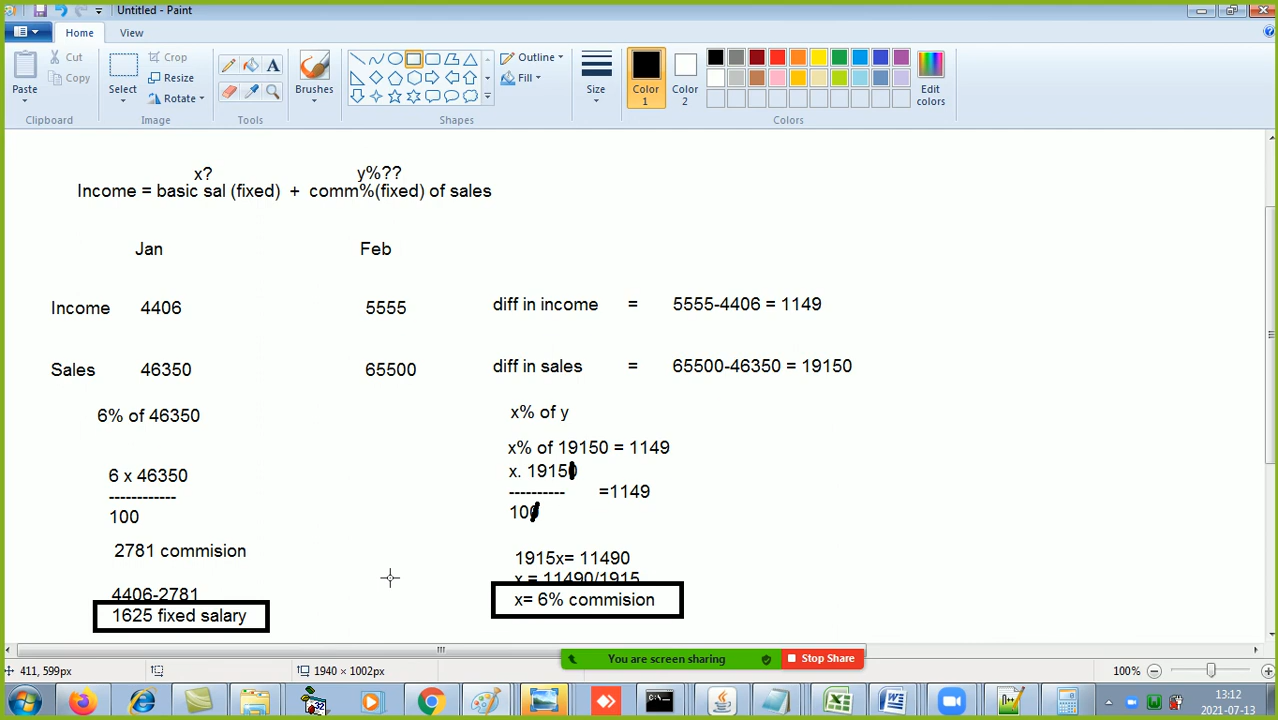 Untitled - Paint
Home View
Paste
Cut
Copy
Clipboard
Select
Crop
Resize
Rotate
Image
A
Tools
Brushes
Outline
Fill
Shapes
Size
Color 1
Color 2
Edit colors
Colors
x? y%??
Income = basic sal (fixed) + comm%(fixed) of sales
Jan Feb
Income 4406 5555 diff in income = 5555-4406 = 1149
Sales 46350 65500 diff in sales = 65500-46350 = 19150
6% of 46350 x% of y
x% of 19150 = 1149
6 x 46350 x. 19150
------------ ---------- =1149
100 100
2781 commision 1915x= 11490
4406-2781 x = 11490/1915
1625 fixed salary x= 6% commision
You are screen sharing Stop Share
411, 599px 1940 × 1002px 100%
32
13:12
2021-07-13